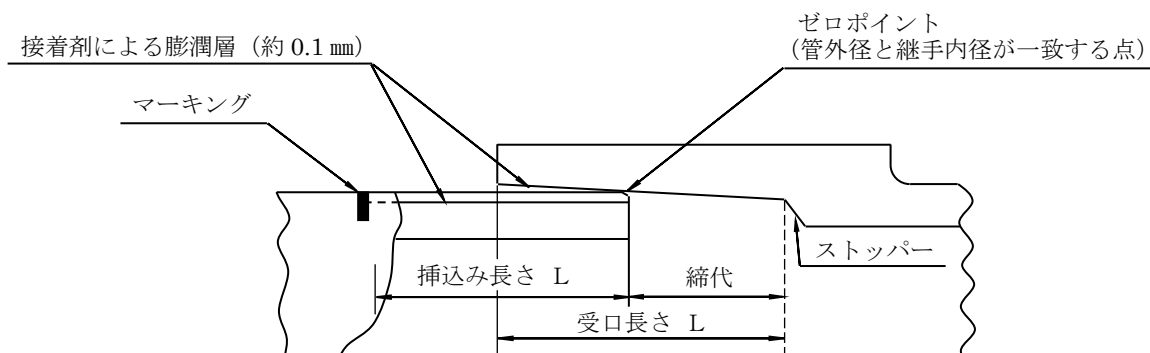 ゼロポイント
(管外径と継手内径が一致する点)
接着剤による膨潤層(約 0.1 ㎜)
マーキング
ストッパー
挿込み長さ L
締代
受口長さ L